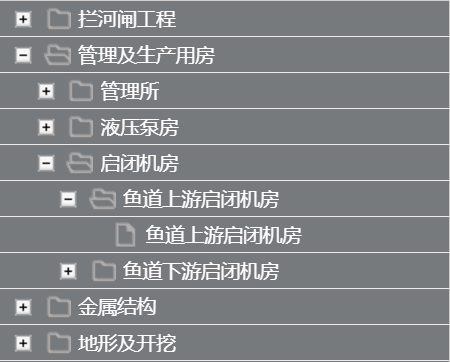 拦河闸工程
管理及生产用房
管理所
液压泵房
启闭机房
鱼道上游启闭机房
鱼道上游启闭机房
鱼道下游启闭机房
金属结构
地形及开挖